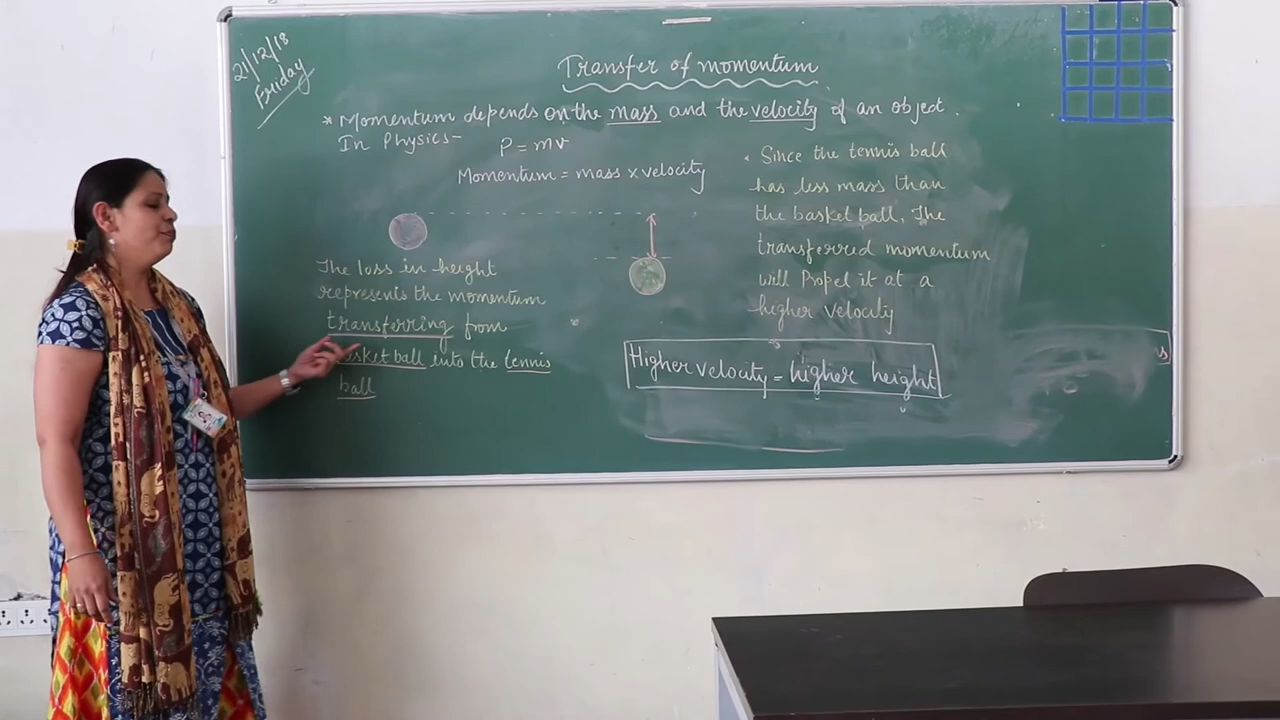 21/12/18
Friday
Transfer of momentum
* Momentum depends on the mass and the velocity of an object.
In Physics-
P = mv
Momentum = mass x velocity
The loss in height
represents the momentum
transferring from
basket ball into the tennis
ball
• Since the tennis ball
has less mass than
the basket ball. The
transferred momentum
will Propel it at a
higher velocity
Higher velocity = higher height